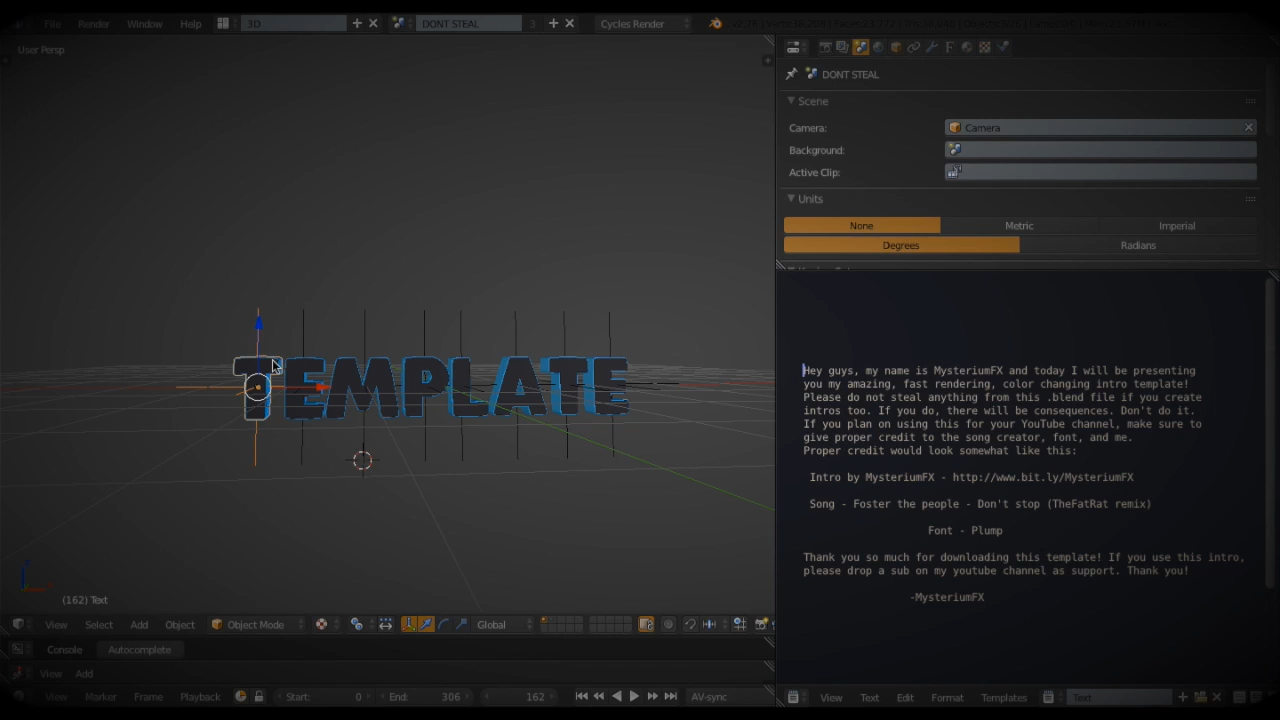 File Render Window Help 3D DONT STEAL Cycles Render
User Persp
DONT STEAL
Scene
Camera: Camera
Background:
Active Clip:
Units
None Metric Imperial
Degrees Radians
TEMPLATE
Hey guys, my name is MysteriumFX and today I will be presenting
you my amazing, fast rendering, color changing intro template!
Please do not steal anything from this .blend file if you create
intros too. If you do, there will be consequences. Don't do it.
If you plan on using this for your YouTube channel, make sure to
give proper credit to the song creator, font, and me.
Proper credit would look somewhat like this:
Intro by MysteriumFX - http://www.bit.ly/MysteriumFX
Song - Foster the people - Don't stop (TheFatRat remix)
Font - Plump
Thank you so much for downloading this template! If you use this intro,
please drop a sub on my youtube channel as support. Thank you!
-MysteriumFX
(162) Text
View Select Add Object Object Mode Global
Console Autocomplete
View Add
View Marker Frame Playback Start: 0 End: 306 162 AV-sync
View Text Edit Format Templates Text